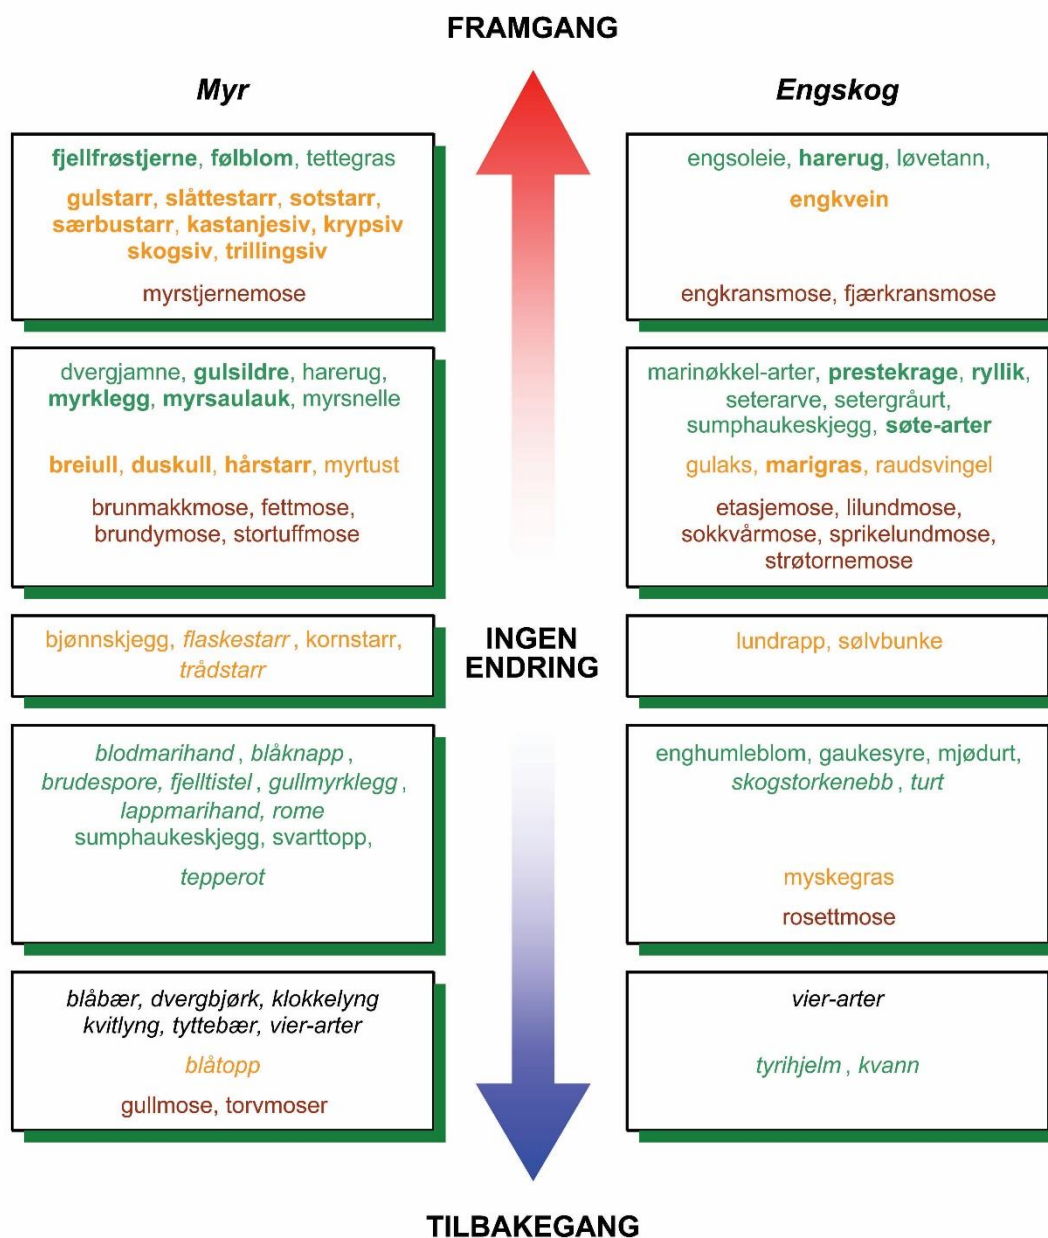 FRAMGANG
Myr
fjellfrøstjerne, følblom, tettegras
gulstarr, slåttestarr, sotstarr,
særbustarr, kastanjesiv, krypsiv
skogsiv, trillingsiv
myrstjernemose
dvergjamne, gulsildre, harerug,
myrklegg, myrsaulauk, myrsnelle
breiull, duskull, hårstarr, myrtust
brunmakkmose, fettmose,
brundymose, stortuffmose
bjønnskjegg, flaskestarr, kornstarr,
trådstarr
blodmarihand, blåknapp,
brudespore, fjelltistel, gullmyrklegg,
lappmarihand, rome
sumphaukeskjegg, svarttopp,
tepperot
blåbær, dvergbjørk, klokkelyng
kvitlyng, tyttebær, vier-arter
blåtopp
gullmose, torvmoser
INGEN
ENDRING
Engskog
engsoleie, harerug, løvetann,
engkvein
engkransmose, fjærkransmose
marinøkkel-arter, prestekrage, ryllik,
seterarve, setergråurt,
sumphaukeskjegg, søte-arter
gulaks, marigras, raudsvingel
etasjemose, lilundmose,
sokkvårmose, sprikelundmose,
strøtornemose
lundrapp, sølvbunke
enghumleblom, gaukesyre, mjødurt,
skogstorkenebb, turt
myskegras
rosettmose
vier-arter
tyrihjelm, kvann
TILBAKEGANG